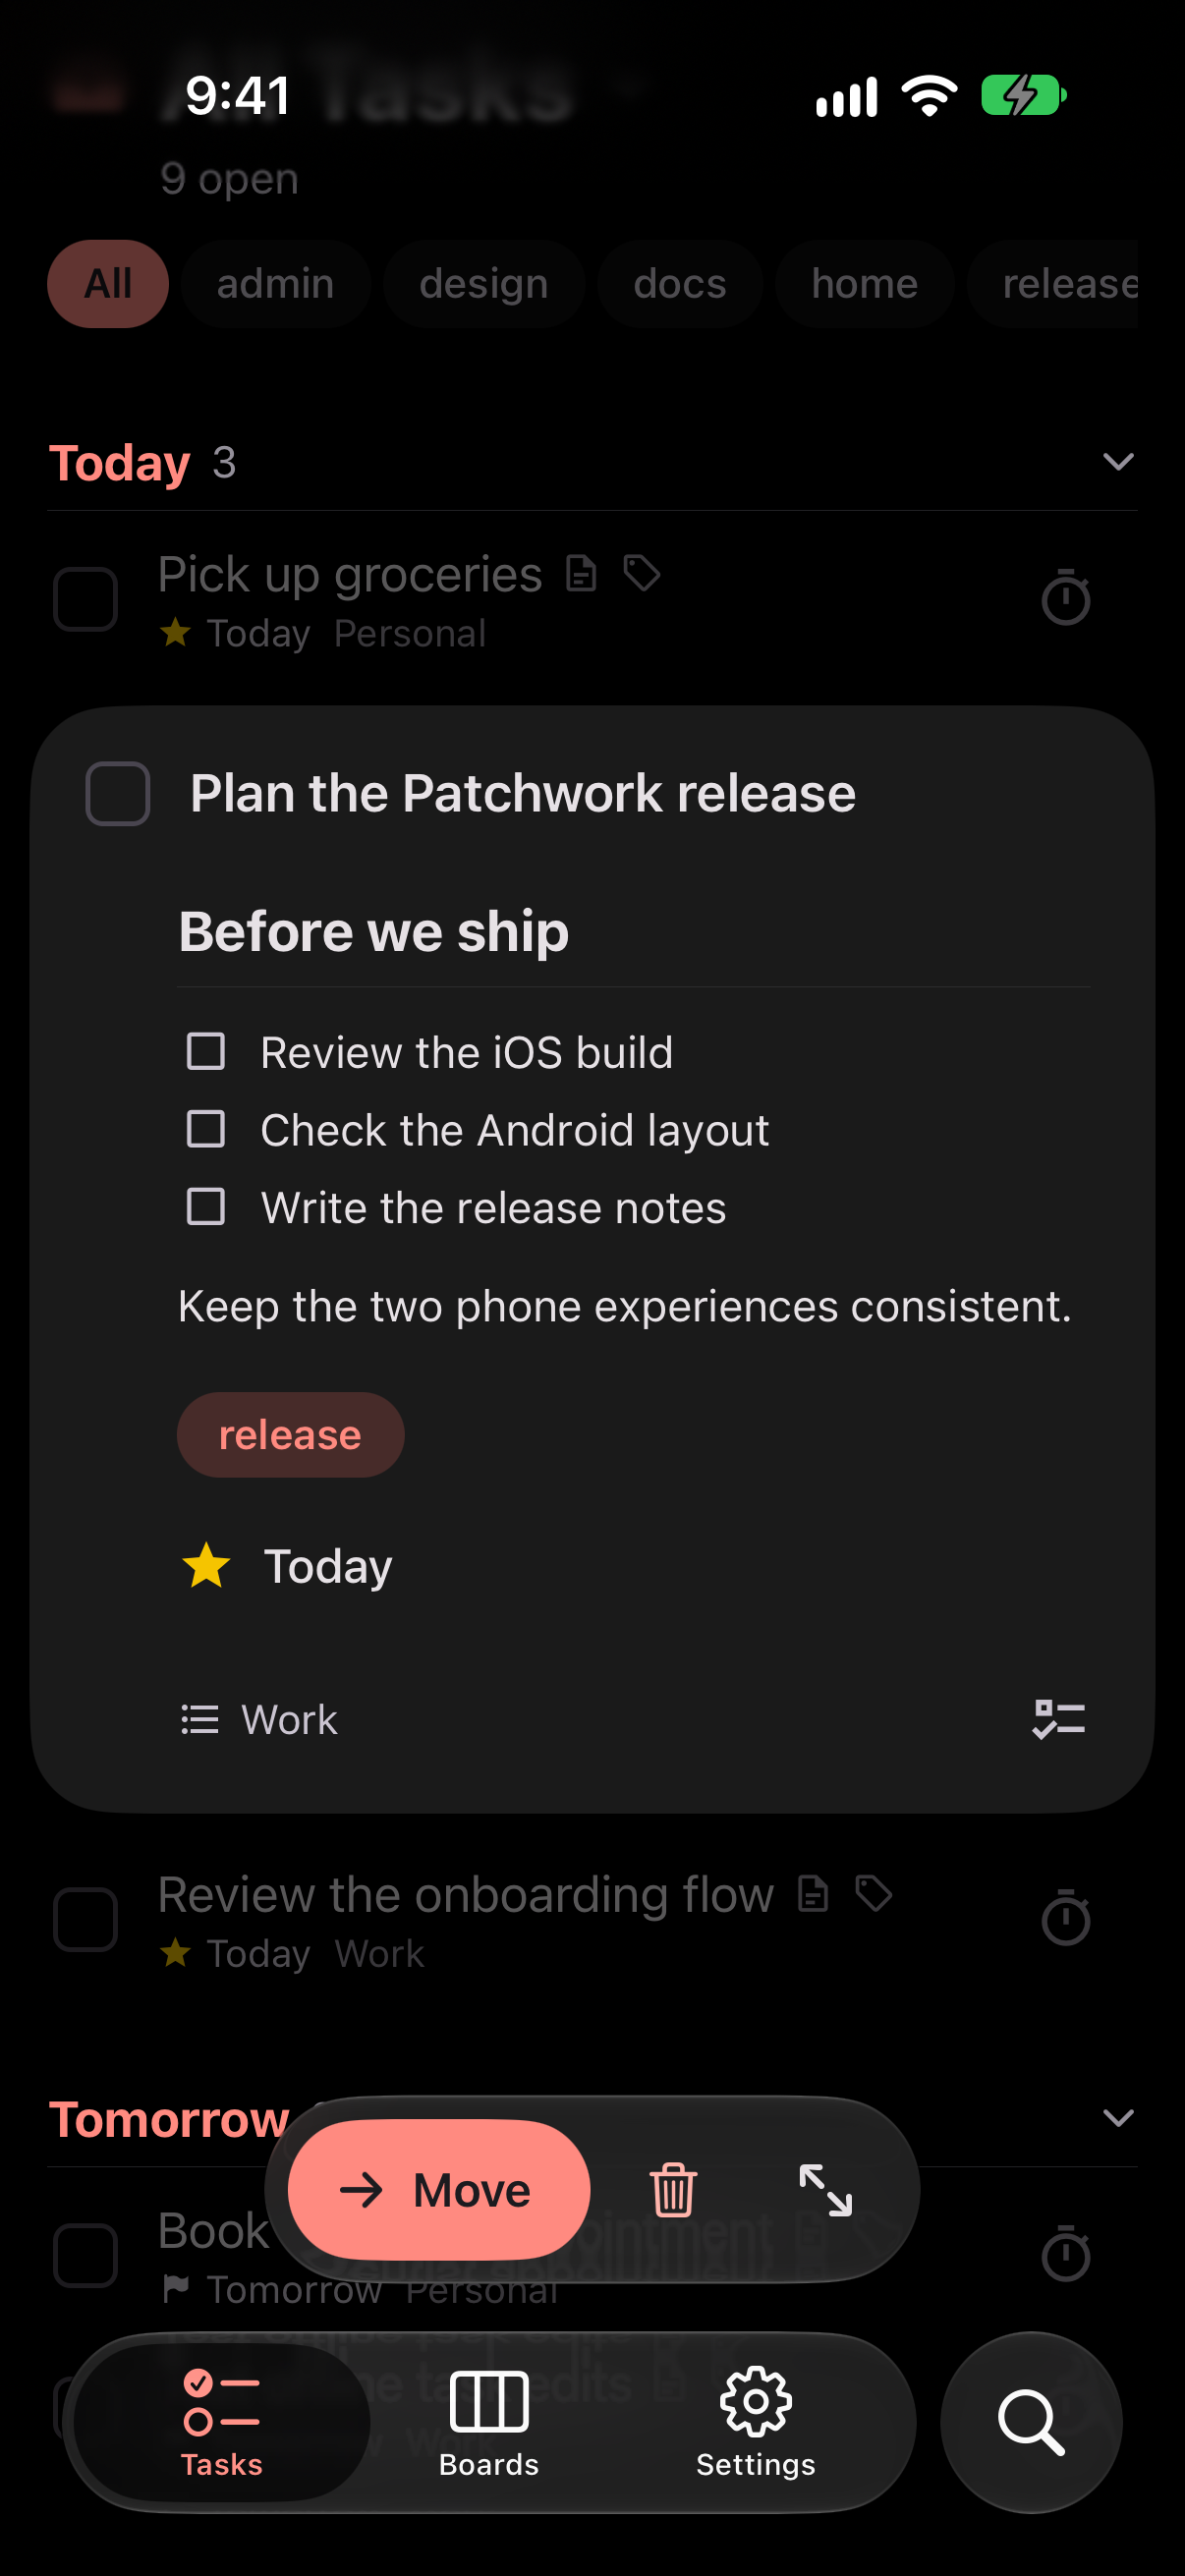 9:41
All Tasks
9 open
All admin design docs home release
Today 3
Pick up groceries
Today Personal
Plan the Patchwork release
Before we ship
Review the iOS build
Check the Android layout
Write the release notes
Keep the two phone experiences consistent.
release
Today
Work
Review the onboarding flow
Today Work
Tomorrow
Move
Book
Tomorrow Personal
edits
Tasks Boards Settings